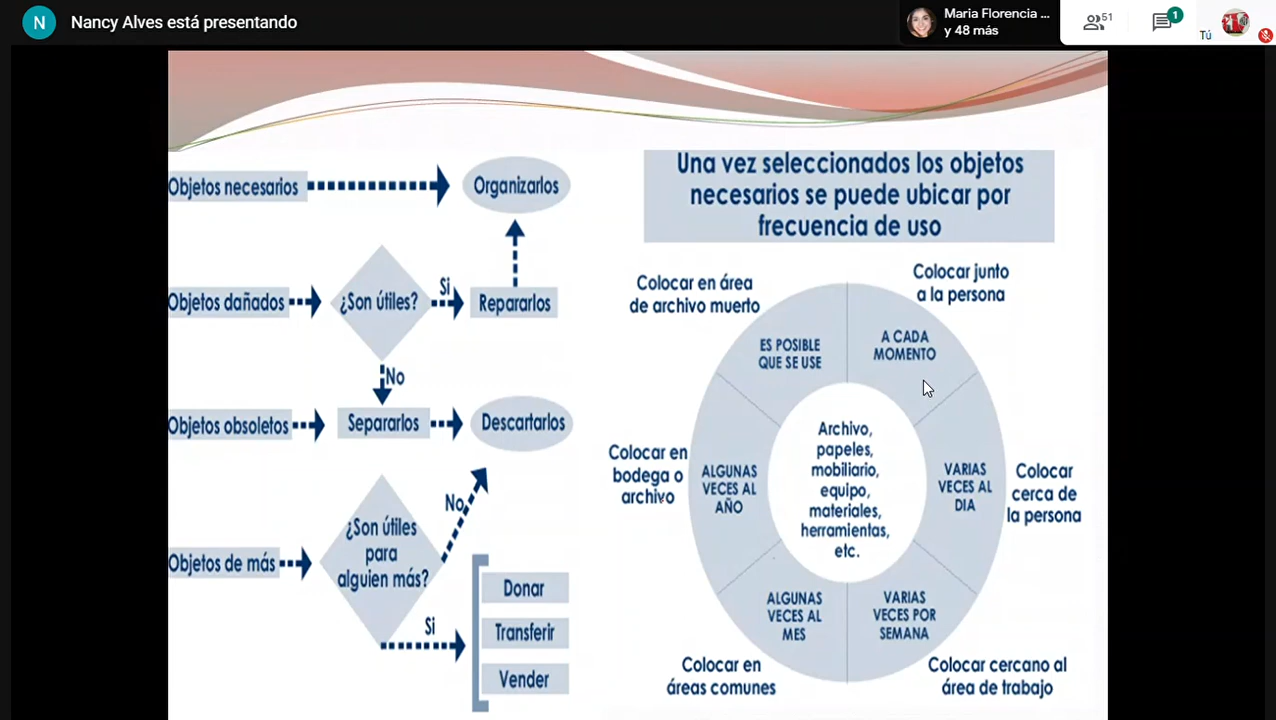 N
Nancy Alves está presentando
Maria Florencia ...
y 48 más
51
1
Tú
Objetos necesarios
Organizarlos
Objetos dañados
¿Son útiles?
Si
Repararlos
No
Objetos obsoletos
Separarlos
Descartarlos
Objetos de más
¿Son útiles
para
alguien más?
No
Si
Donar
Transferir
Vender
Una vez seleccionados los objetos
necesarios se puede ubicar por
frecuencia de uso
Colocar en área
de archivo muerto
ES POSIBLE
QUE SE USE
Colocar junto
a la persona
A CADA
MOMENTO
Colocar en
bodega o
archivo
ALGUNAS
VECES AL
AÑO
Archivo,
papeles,
mobiliario,
equipo,
materiales,
herramientas,
etc.
VARIAS
VECES AL
DIA
Colocar
cerca de
la persona
ALGUNAS
VECES AL
MES
Colocar en
áreas comunes
VARIAS
VECES POR
SEMANA
Colocar cercano al
área de trabajo